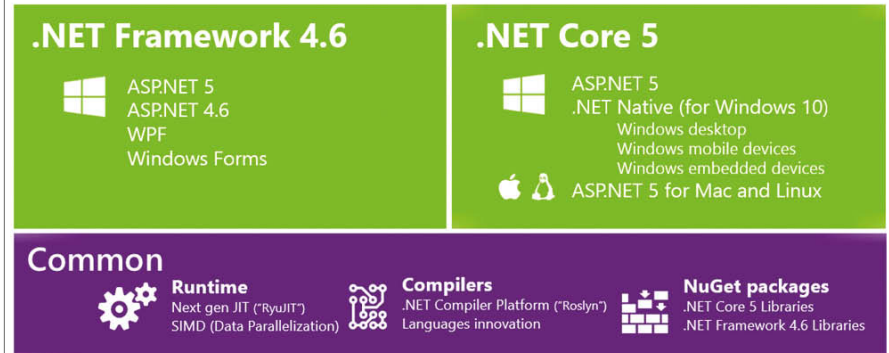 .NET Framework 4.6
ASP.NET 5
ASP.NET 4.6
WPF
Windows Forms
.NET Core 5
ASP.NET 5
.NET Native (for Windows 10)
Windows desktop
Windows mobile devices
Windows embedded devices
ASP.NET 5 for Mac and Linux
Common
Runtime
Next gen JIT ("RyuJIT")
SIMD (Data Parallelization)
Compilers
.NET Compiler Platform ("Roslyn")
Languages innovation
NuGet packages
.NET Core 5 Libraries
.NET Framework 4.6 Libraries